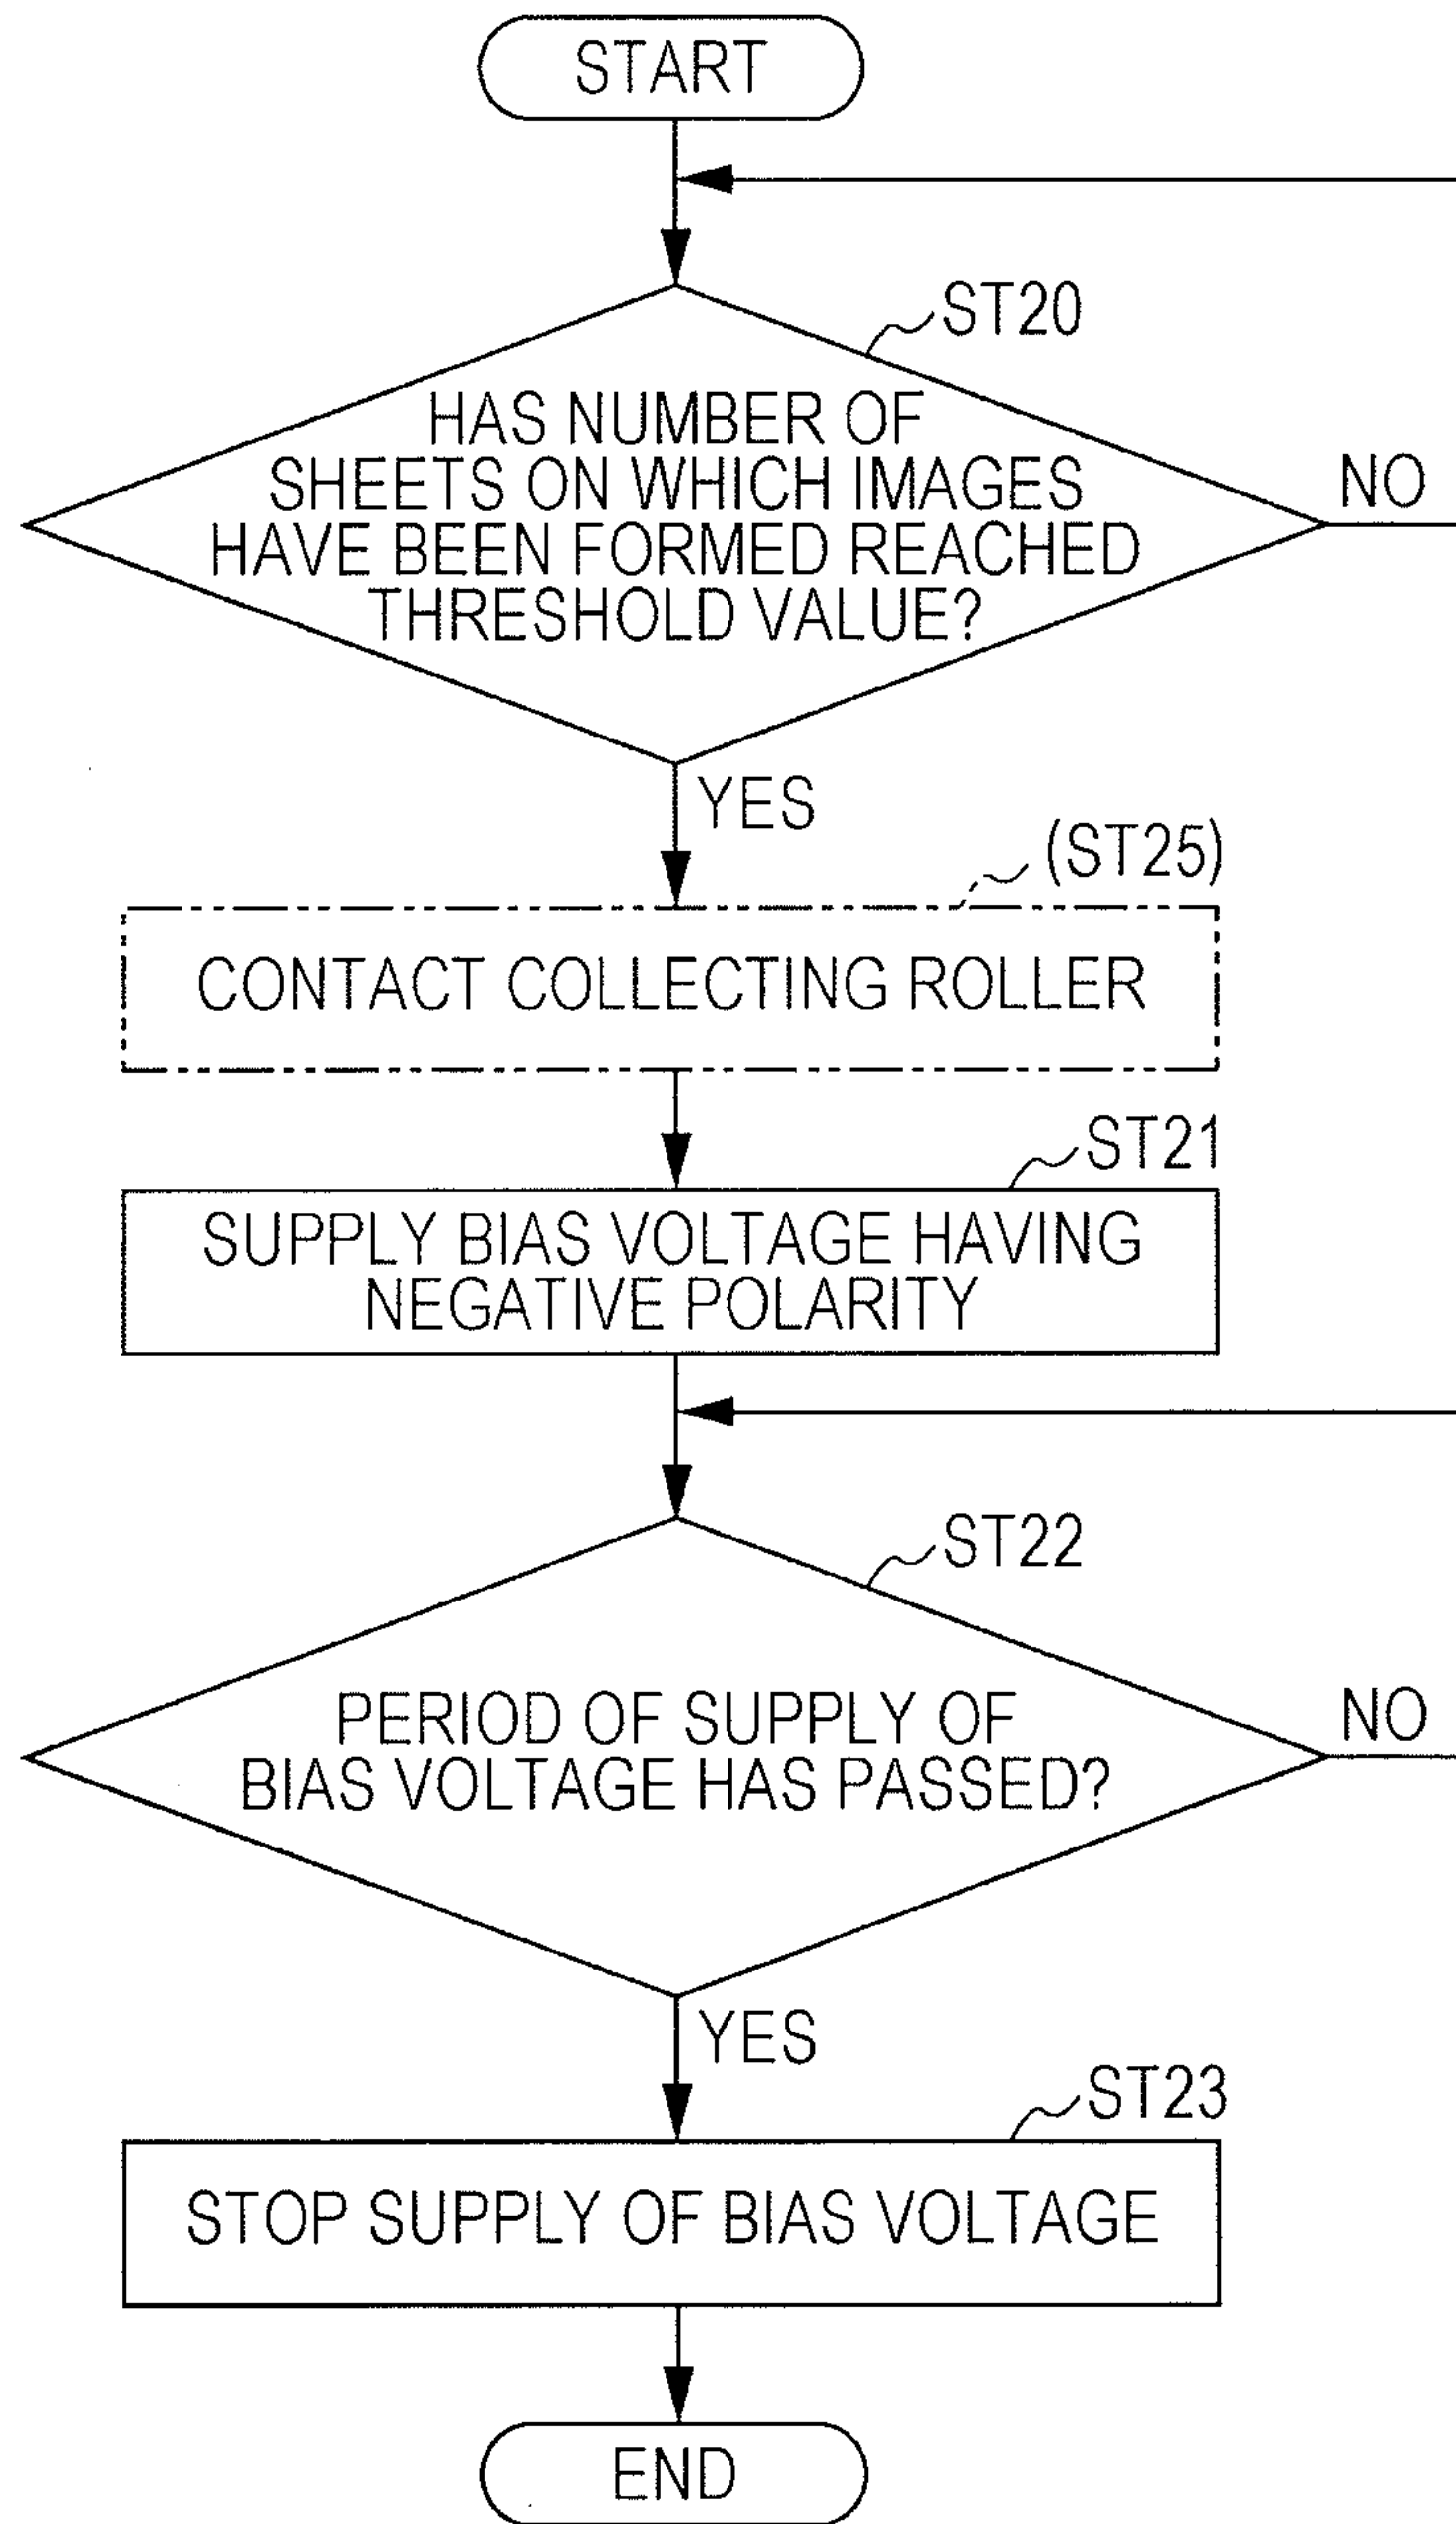 START
ST20
HAS NUMBER OF
SHEETS ON WHICH IMAGES
HAVE BEEN FORMED REACHED
THRESHOLD VALUE?
NO
YES
(ST25)
CONTACT COLLECTING ROLLER
ST21
SUPPLY BIAS VOLTAGE HAVING
NEGATIVE POLARITY
ST22
PERIOD OF SUPPLY OF
BIAS VOLTAGE HAS PASSED?
NO
YES
ST23
STOP SUPPLY OF BIAS VOLTAGE
END